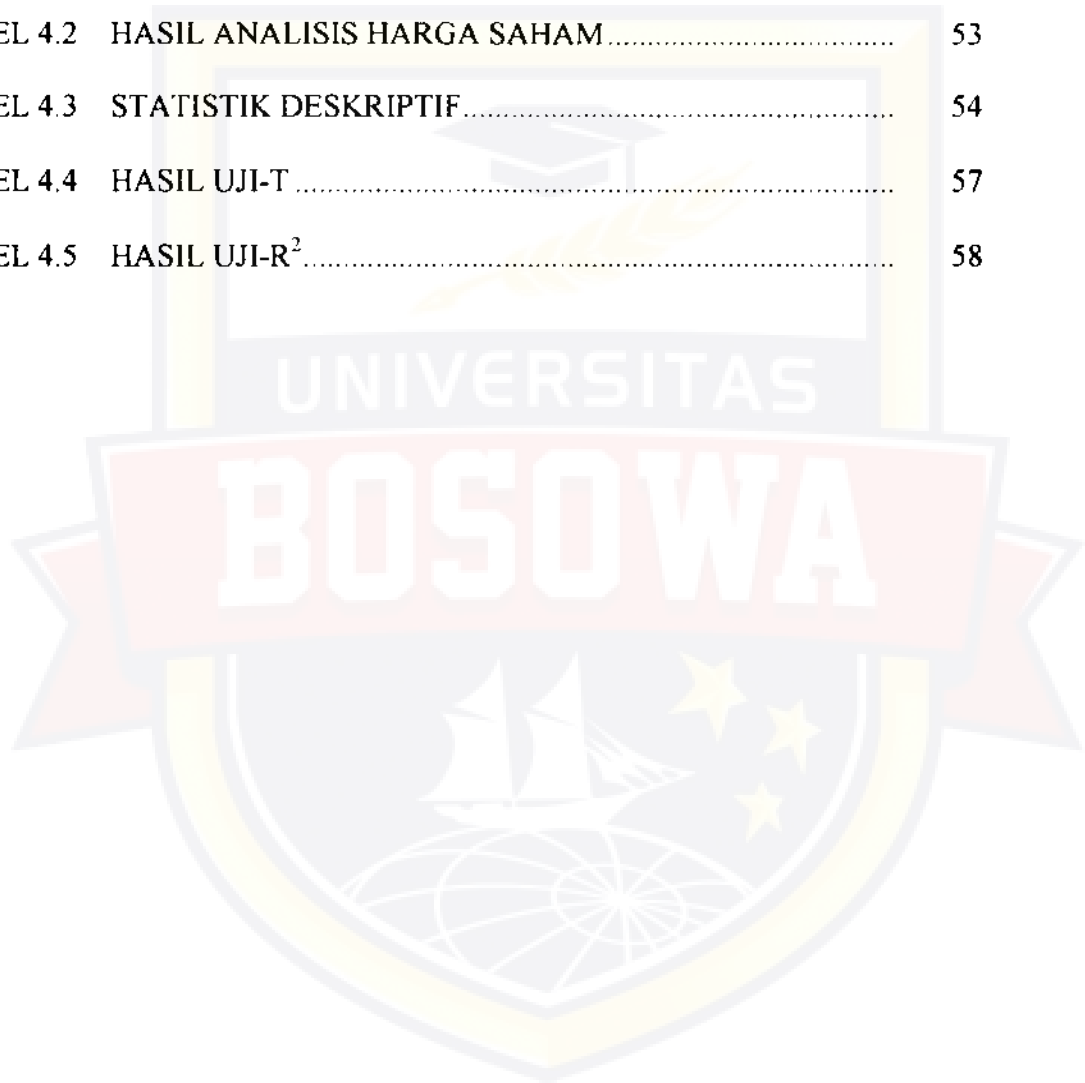 EL 4.2 HASIL ANALISIS HARGA SAHAM.................................. 53
EL 4.3 STATISTIK DESKRIPTIF.................................................... 54
EL 4.4 HASIL UJI-T ......................................................................... 57
EL 4.5 HASIL UJI-R²........................................................................ 58
UNIVERSITAS
BOSOWA